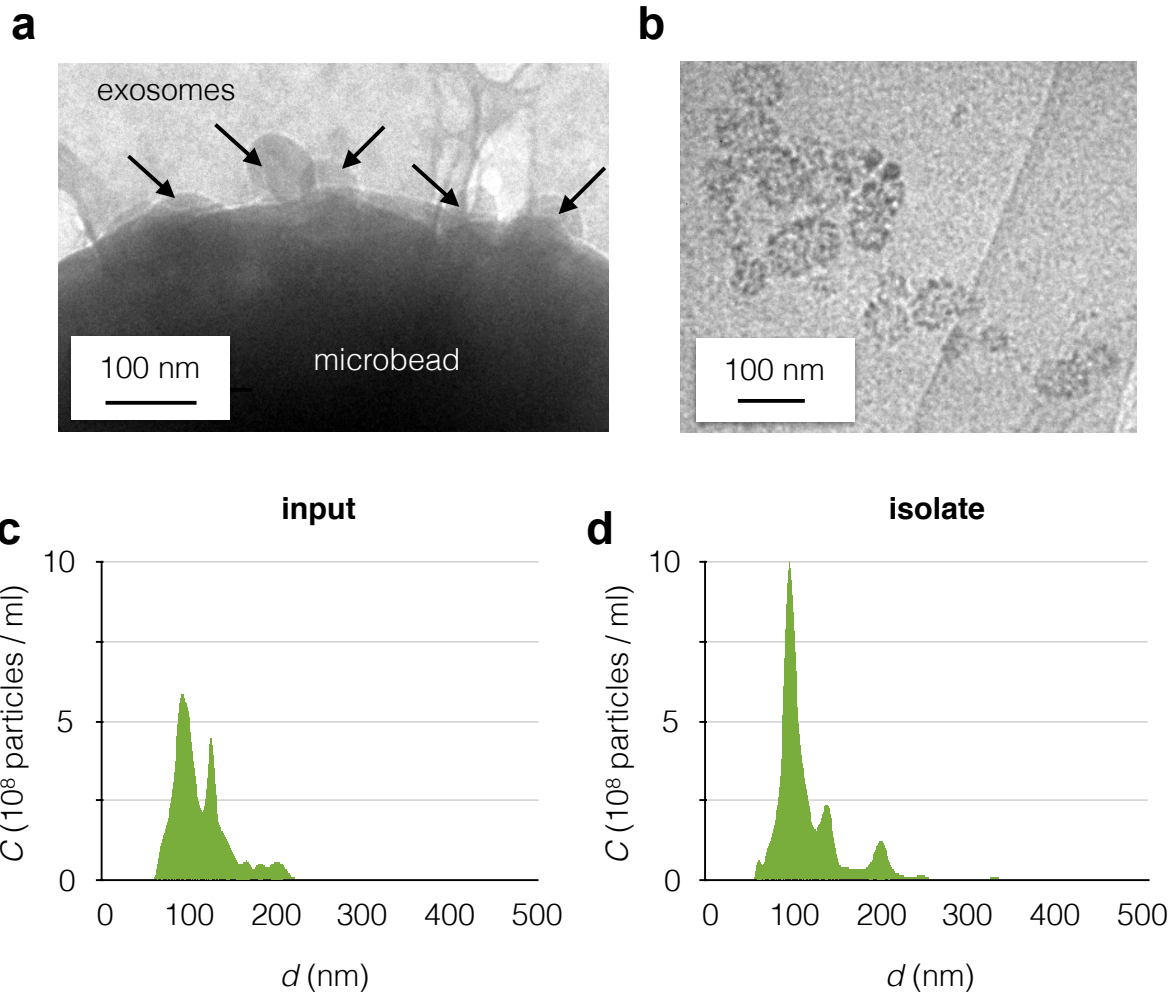 a
b
exosomes
microbead
100 nm
100 nm
input
isolate
c
d
10
5
0
C (10⁸ particles / ml)
0 100 200 300 400 500
d (nm)
10
5
0
C (10⁸ particles / ml)
0 100 200 300 400 500
d (nm)